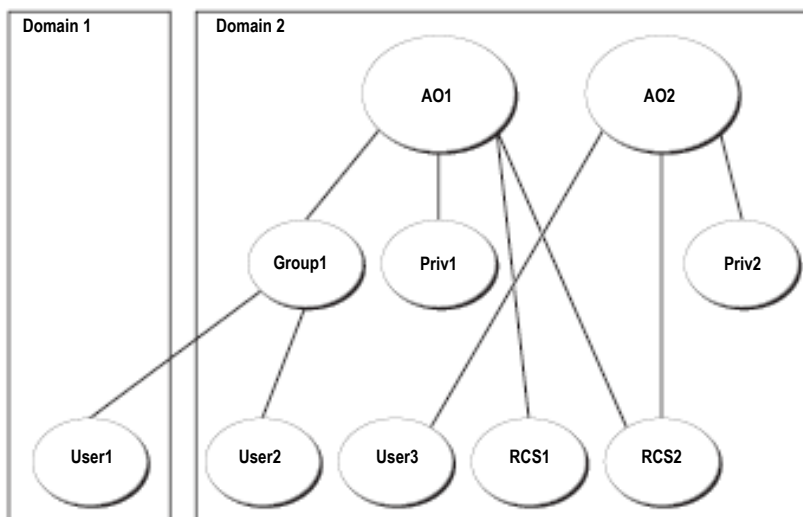 Domain 1
Domain 2
AO1
AO2
Group1
Priv1
Priv2
User1
User2
User3
RCS1
RCS2